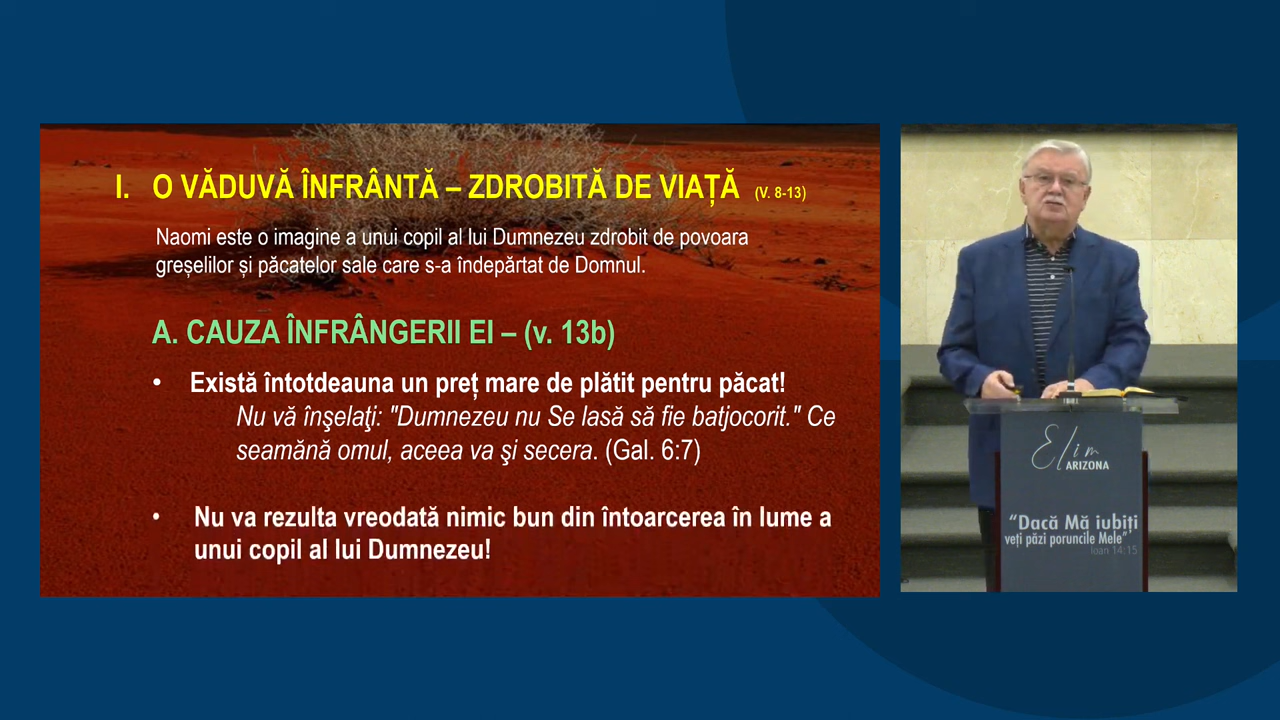 I. O VĂDUVĂ ÎNFRÂNTĂ – ZDROBITĂ DE VIAȚĂ (V. 8-13)
Naomi este o imagine a unui copil al lui Dumnezeu zdrobit de povoara
greșelilor și păcatelor sale care s-a îndepărtat de Domnul.
A. CAUZA ÎNFRÂNGERII EI – (v. 13b)
• Există întotdeauna un preț mare de plătit pentru păcat!
Nu vă înşelaţi: "Dumnezeu nu Se lasă să fie batjocorit." Ce
seamănă omul, aceea va şi secera. (Gal. 6:7)
• Nu va rezulta vreodată nimic bun din întoarcerea în lume a
unui copil al lui Dumnezeu!
Elim
ARIZONA
“Dacă Mă iubiți
veți păzi poruncile Mele”
Ioan 14:15